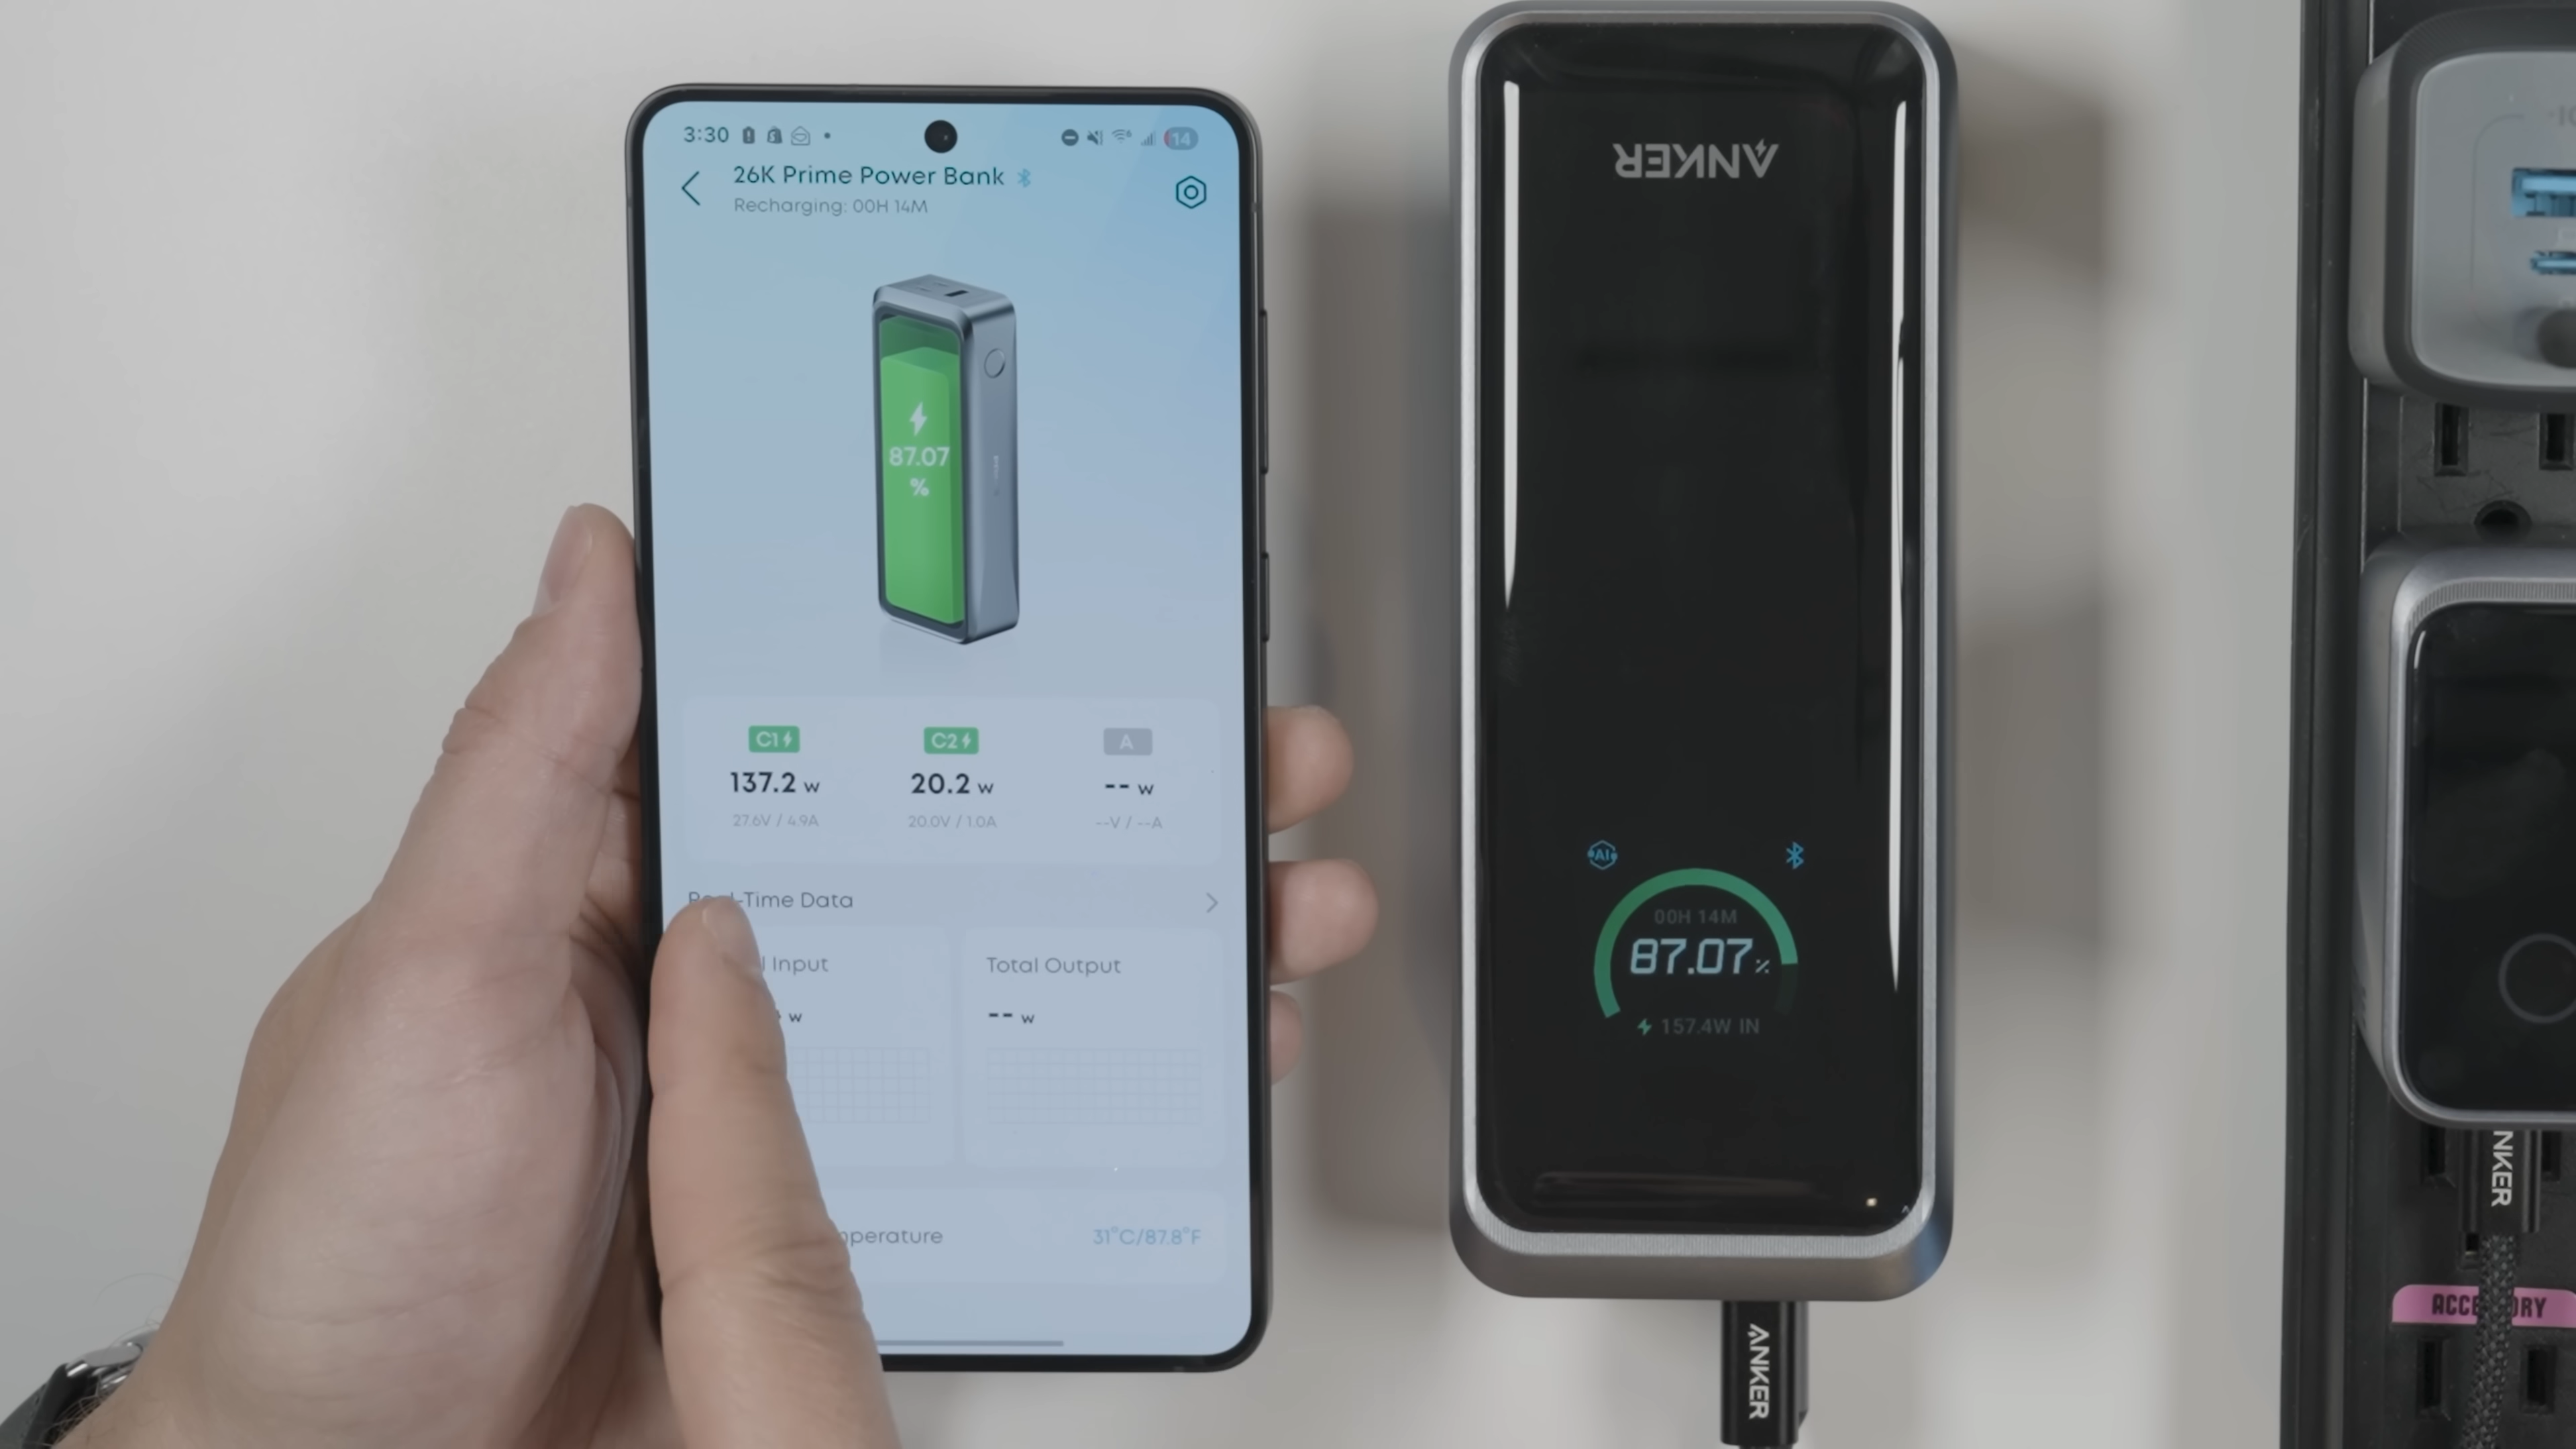 3:30
14
26K Prime Power Bank
Recharging: 00H 14M
87.07
%
C1
C2
A
137.2 w
20.2 w
-- w
27.6V / 4.9A
20.0V / 1.0A
--V / --A
-Time Data
Input
Total Output
w
-- w
perature
31°C/87.8°F
ANKER
AI
00H 14M
87.07%
157.4W IN
ANKER
NKER
ACCE ORY